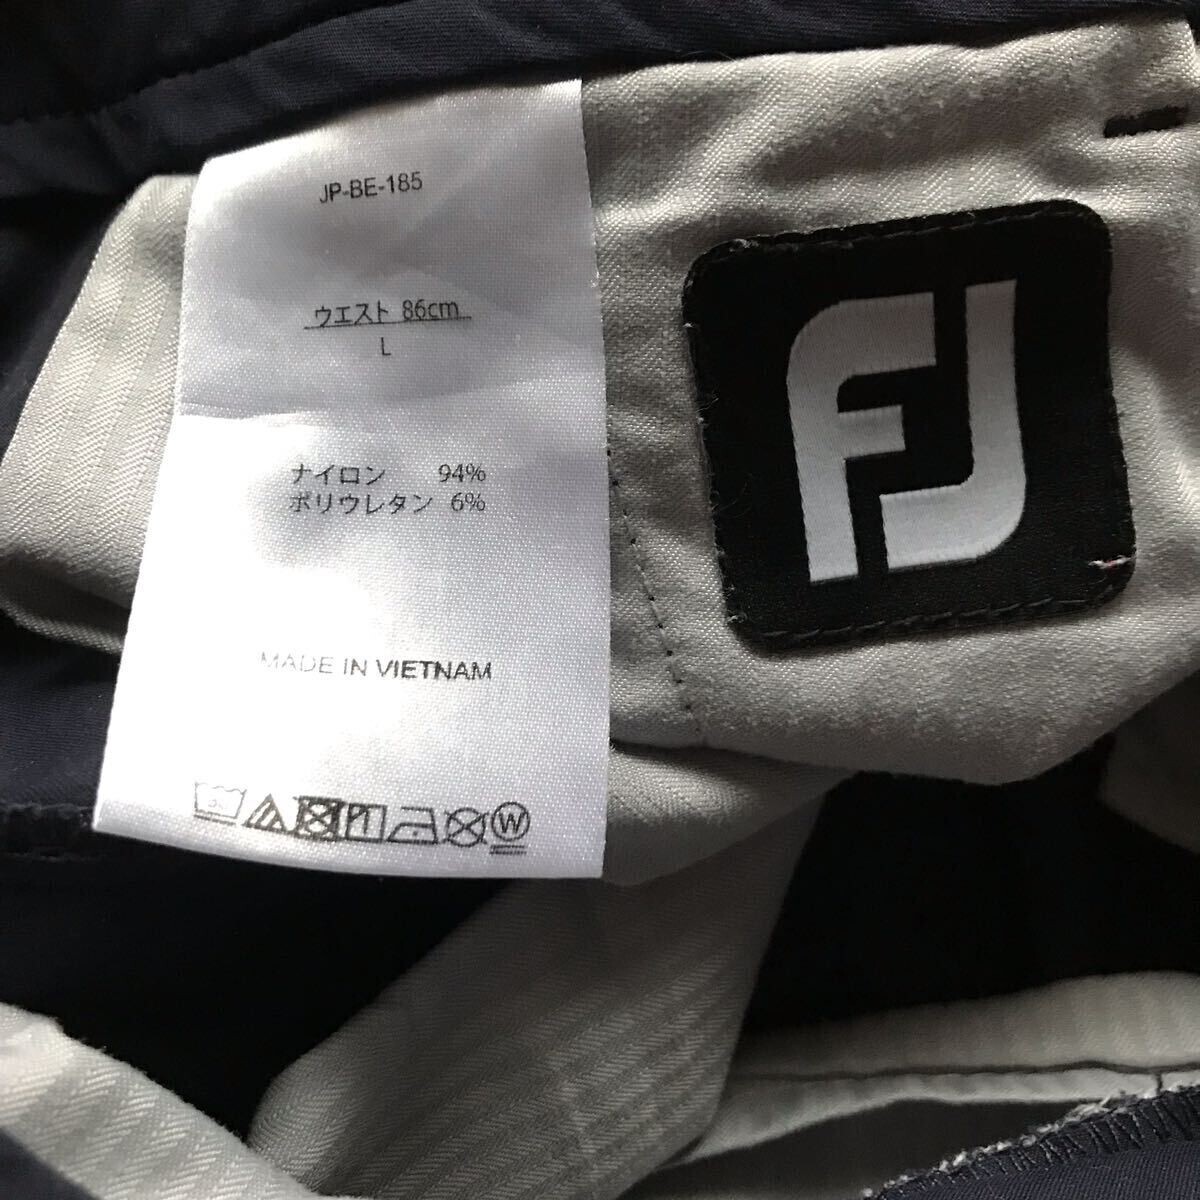 JP-BE-185
ウエスト 86cm
L
ナイロン 94%
ポリウレタン 6%
MADE IN VIETNAM
W
FJ